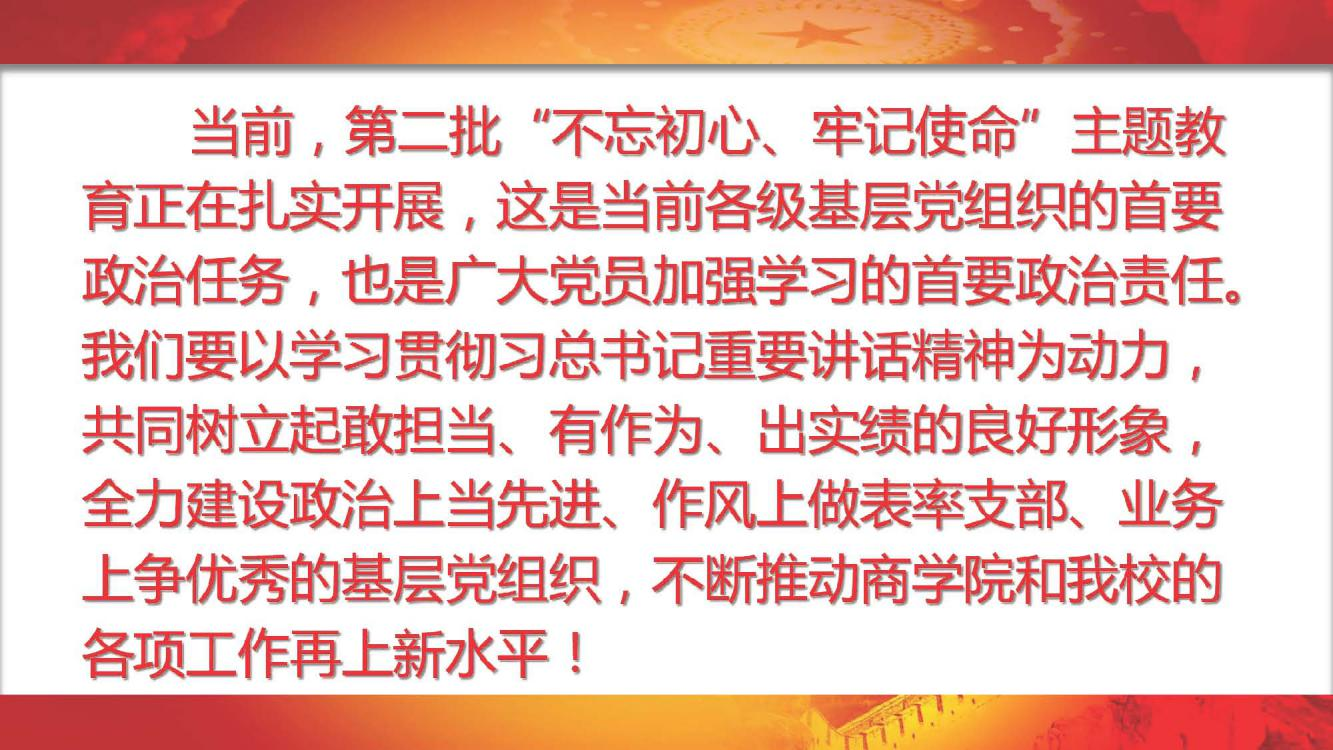 当前，第二批“不忘初心、牢记使命”主题教
育正在扎实开展，这是当前各级基层党组织的首要
政治任务，也是广大党员加强学习的首要政治责任。
我们要以学习贯彻习总书记重要讲话精神为动力，
共同树立起敢担当、有作为、出实绩的良好形象，
全力建设政治上当先进、作风上做表率支部、业务
上争优秀的基层党组织，不断推动商学院和我校的
各项工作再上新水平！